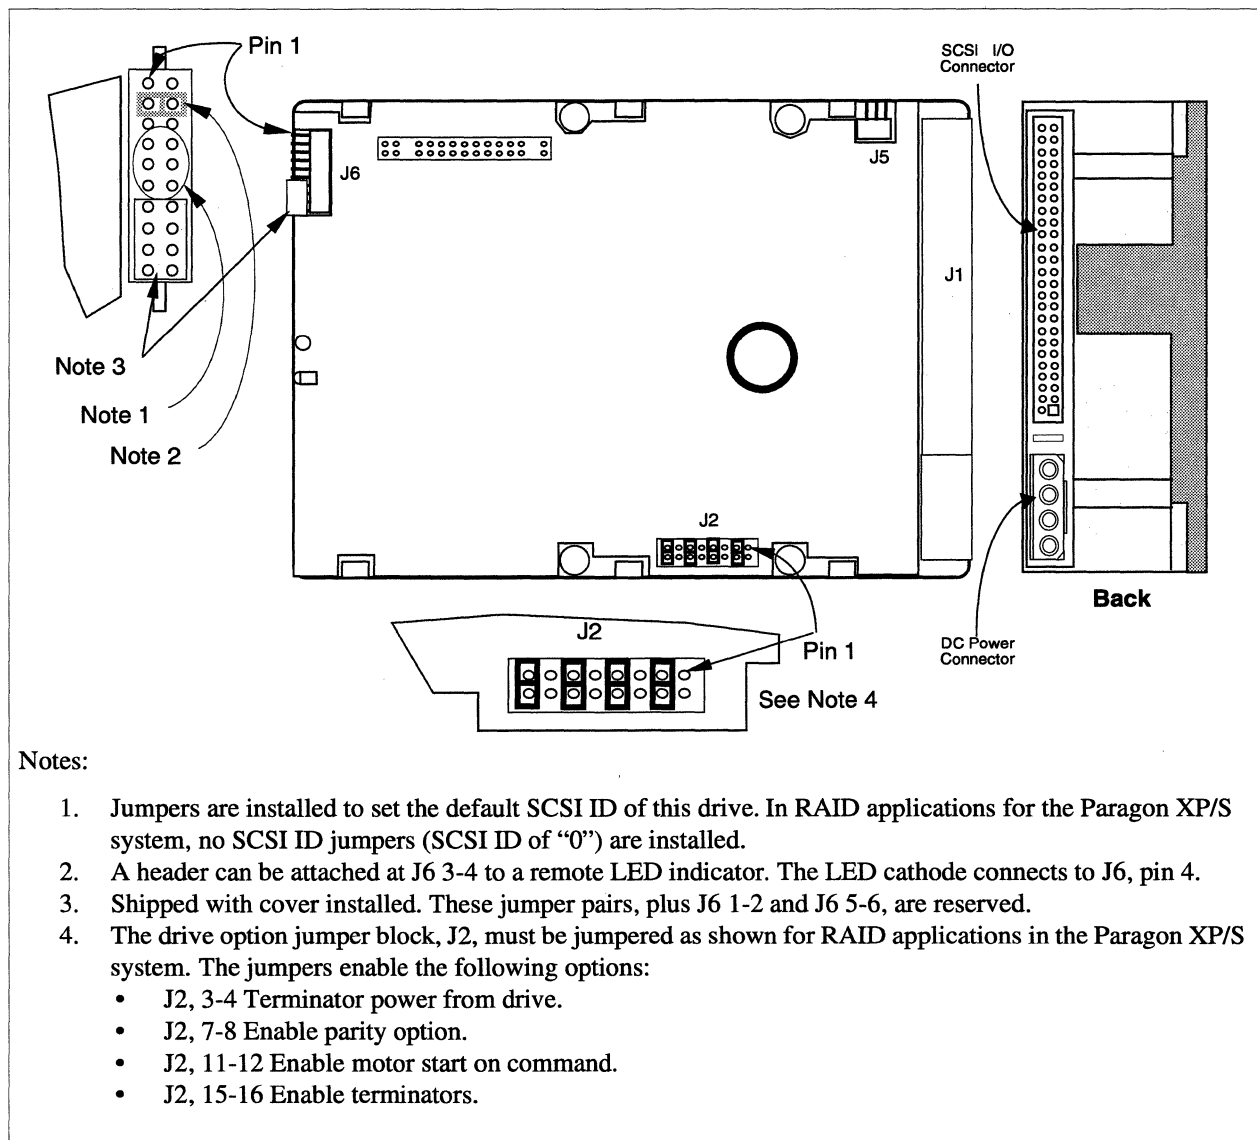 Pin 1
SCSI I/O
Connector
J6
J5
J1
Note 3
Note 1
Note 2
J2
Back
J2
Pin 1
DC Power
Connector
See Note 4
Notes:
1. Jumpers are installed to set the default SCSI ID of this drive. In RAID applications for the Paragon XP/S
system, no SCSI ID jumpers (SCSI ID of “0”) are installed.
2. A header can be attached at J6 3-4 to a remote LED indicator. The LED cathode connects to J6, pin 4.
3. Shipped with cover installed. These jumper pairs, plus J6 1-2 and J6 5-6, are reserved.
4. The drive option jumper block, J2, must be jumpered as shown for RAID applications in the Paragon XP/S
system. The jumpers enable the following options:
• J2, 3-4 Terminator power from drive.
• J2, 7-8 Enable parity option.
• J2, 11-12 Enable motor start on command.
• J2, 15-16 Enable terminators.